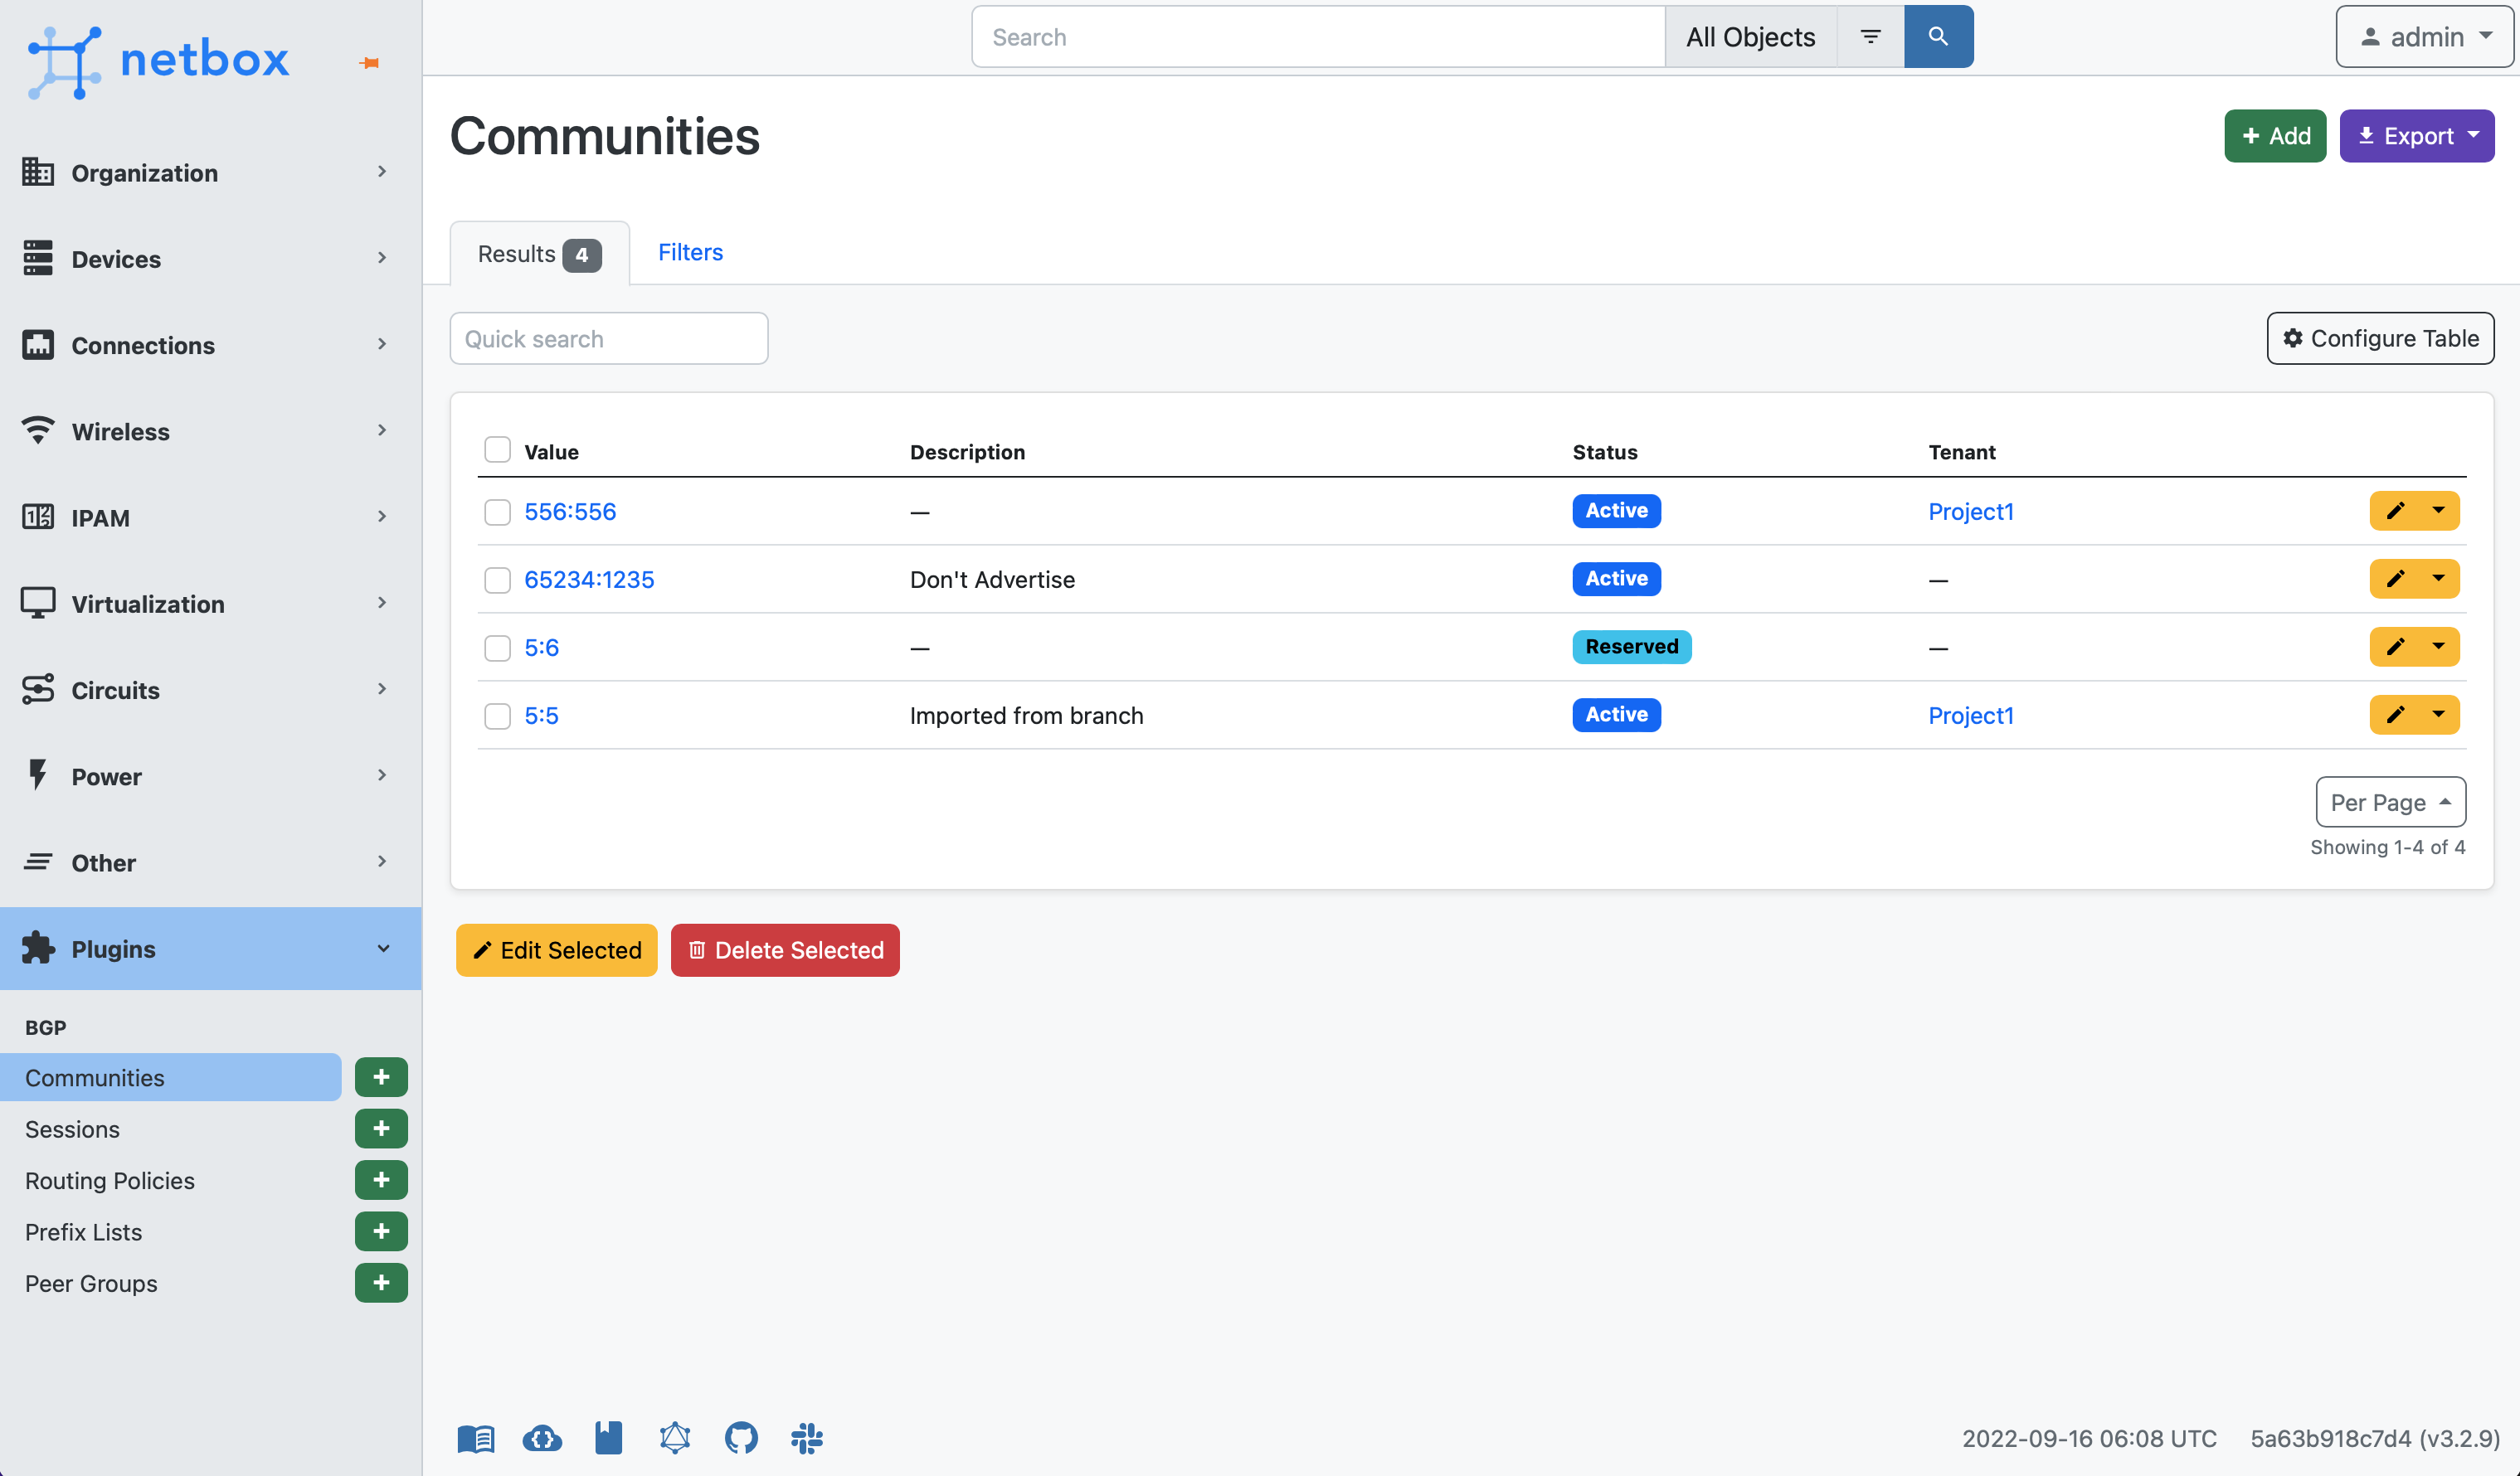 netbox
Search
All Objects
admin
Organization
Devices
Connections
Wireless
IPAM
Virtualization
Circuits
Power
Other
Plugins
BGP
Communities
Sessions
Routing Policies
Prefix Lists
Peer Groups
Communities
Add
Export
Results 4
Filters
Quick search
Configure Table
Value Description Status Tenant
556:556 — Active Project1
65234:1235 Don't Advertise Active —
5:6 — Reserved —
5:5 Imported from branch Active Project1
Per Page
Showing 1-4 of 4
Edit Selected
Delete Selected
2022-09-16 06:08 UTC
5a63b918c7d4 (v3.2.9)